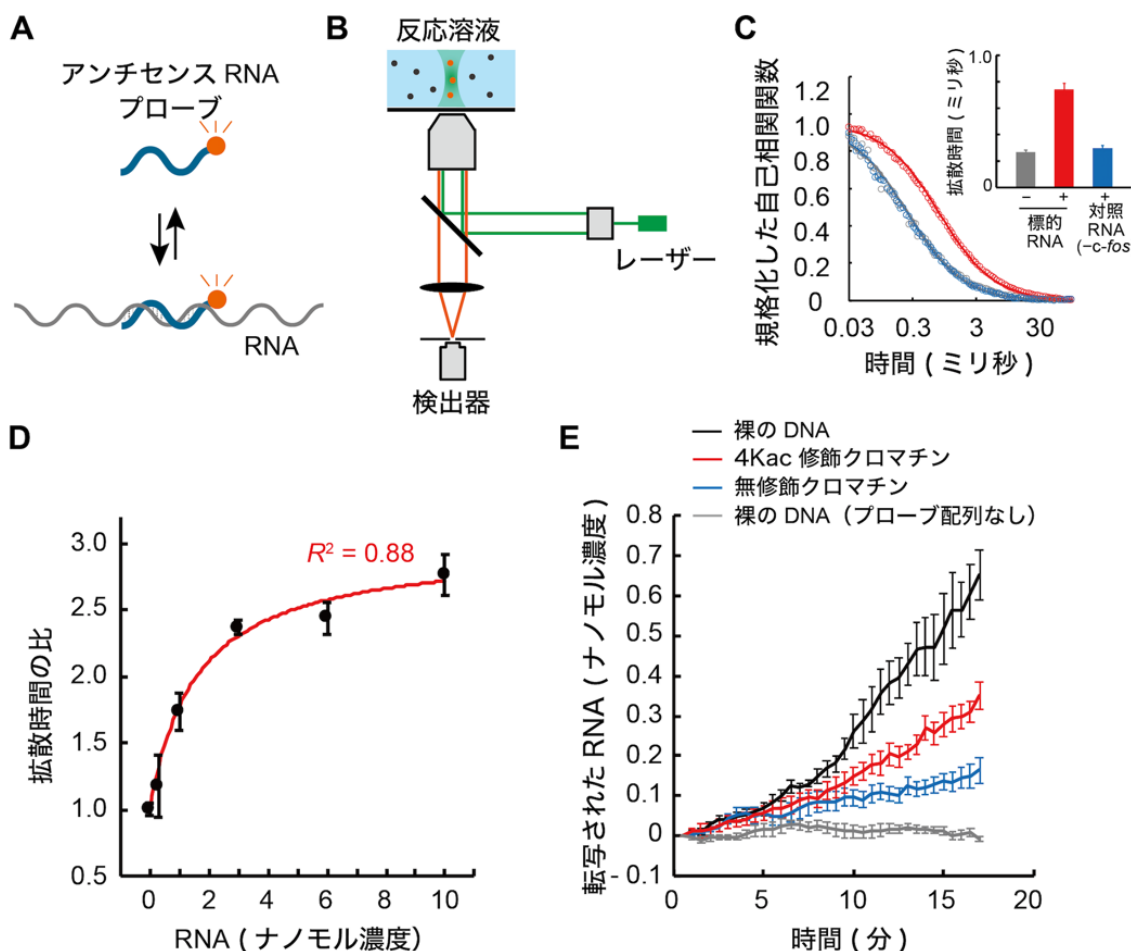 A
アンチセンス RNA
プローブ
RNA
B
反応溶液
レーザー
検出器
C
規格化した自己相関関数
1.2
1.0
0.8
0.6
0.4
0.2
0
0.03
0.3
3
30
時間 ( ミリ秒 )
拡散時間 ( ミリ秒 )
1.0
0
− + +
標的
RNA
対照
RNA
(−c-fos
D
拡散時間の比
3.0
2.5
2.0
1.5
1.0
0.5
R² = 0.88
0 2 4 6 8 10
RNA ( ナノモル濃度 )
E
裸の DNA
4Kac 修飾クロマチン
無修飾クロマチン
裸の DNA（プローブ配列なし）
転写された RNA ( ナノモル濃度 )
0.8
0.7
0.6
0.5
0.4
0.3
0.2
0.1
0
- 0.1
0 5 10 15 20
時間 ( 分 )